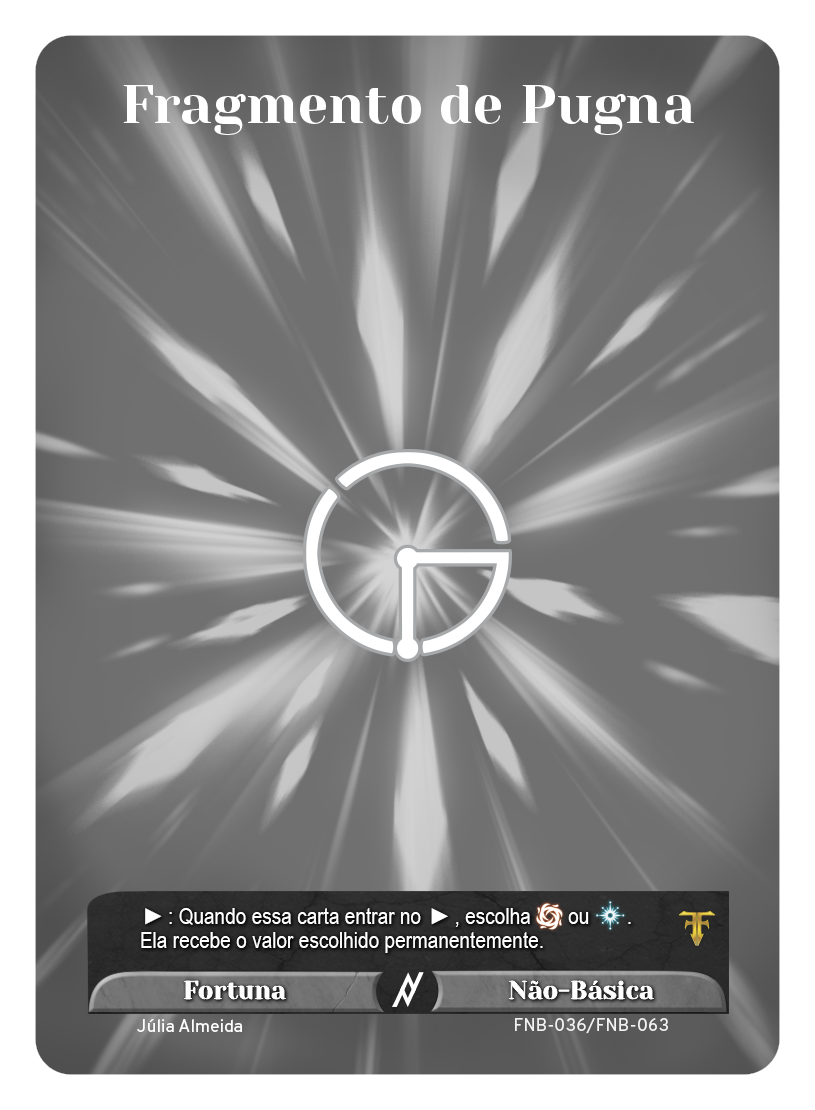 Fragmento de Pugna
► : Quando essa carta entrar no ► , escolha ou .
Ela recebe o valor escolhido permanentemente.
Fortuna
Não-Básica
Júlia Almeida
FNB-036/FNB-063